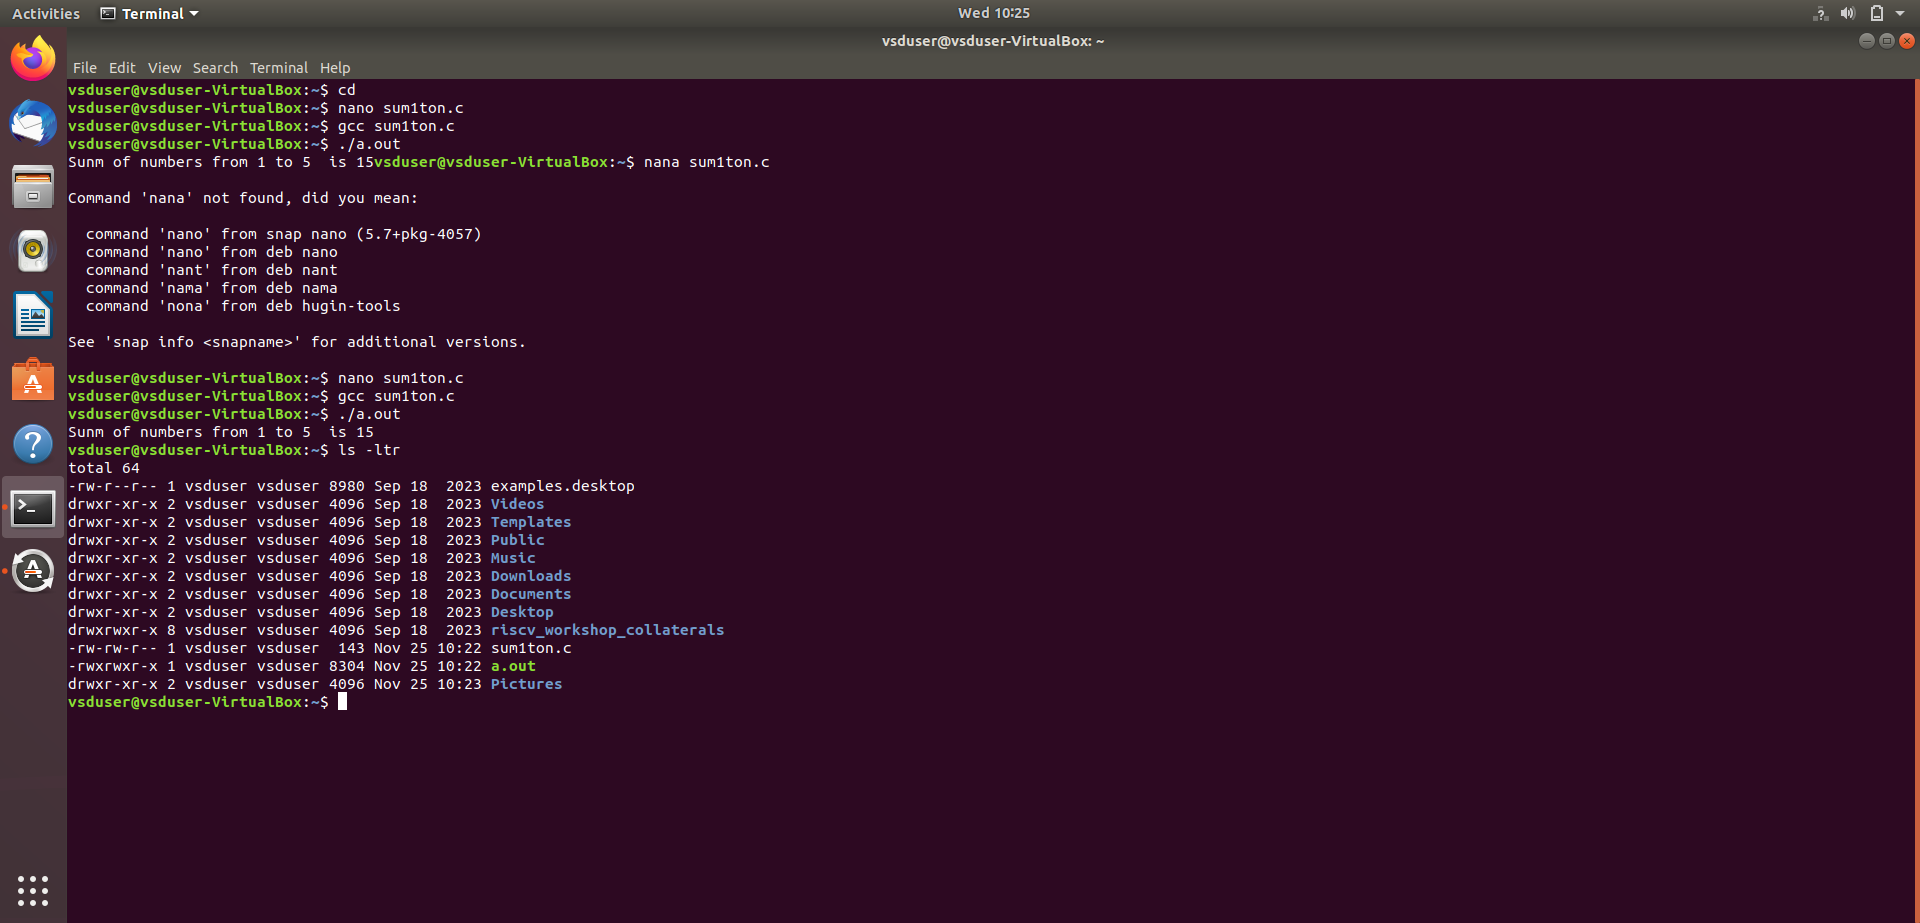 Activities Terminal Wed 10:25
vsduser@vsduser-VirtualBox: ~
File Edit View Search Terminal Help
vsduser@vsduser-VirtualBox:~$ cd
vsduser@vsduser-VirtualBox:~$ nano sum1ton.c
vsduser@vsduser-VirtualBox:~$ gcc sum1ton.c
vsduser@vsduser-VirtualBox:~$ ./a.out
Sunm of numbers from 1 to 5  is 15vsduser@vsduser-VirtualBox:~$ nana sum1ton.c
Command 'nana' not found, did you mean:
  command 'nano' from snap nano (5.7+pkg-4057)
  command 'nano' from deb nano
  command 'nant' from deb nant
  command 'nama' from deb nama
  command 'nona' from deb hugin-tools
See 'snap info <snapname>' for additional versions.
vsduser@vsduser-VirtualBox:~$ nano sum1ton.c
vsduser@vsduser-VirtualBox:~$ gcc sum1ton.c
vsduser@vsduser-VirtualBox:~$ ./a.out
Sunm of numbers from 1 to 5  is 15
vsduser@vsduser-VirtualBox:~$ ls -ltr
total 64
-rw-r--r-- 1 vsduser vsduser 8980 Sep 18  2023 examples.desktop
drwxr-xr-x 2 vsduser vsduser 4096 Sep 18  2023 Videos
drwxr-xr-x 2 vsduser vsduser 4096 Sep 18  2023 Templates
drwxr-xr-x 2 vsduser vsduser 4096 Sep 18  2023 Public
drwxr-xr-x 2 vsduser vsduser 4096 Sep 18  2023 Music
drwxr-xr-x 2 vsduser vsduser 4096 Sep 18  2023 Downloads
drwxr-xr-x 2 vsduser vsduser 4096 Sep 18  2023 Documents
drwxr-xr-x 2 vsduser vsduser 4096 Sep 18  2023 Desktop
drwxrwxr-x 8 vsduser vsduser 4096 Sep 18  2023 riscv_workshop_collaterals
-rw-rw-r-- 1 vsduser vsduser  143 Nov 25 10:22 sum1ton.c
-rwxrwxr-x 1 vsduser vsduser 8304 Nov 25 10:22 a.out
drwxr-xr-x 2 vsduser vsduser 4096 Nov 25 10:23 Pictures
vsduser@vsduser-VirtualBox:~$